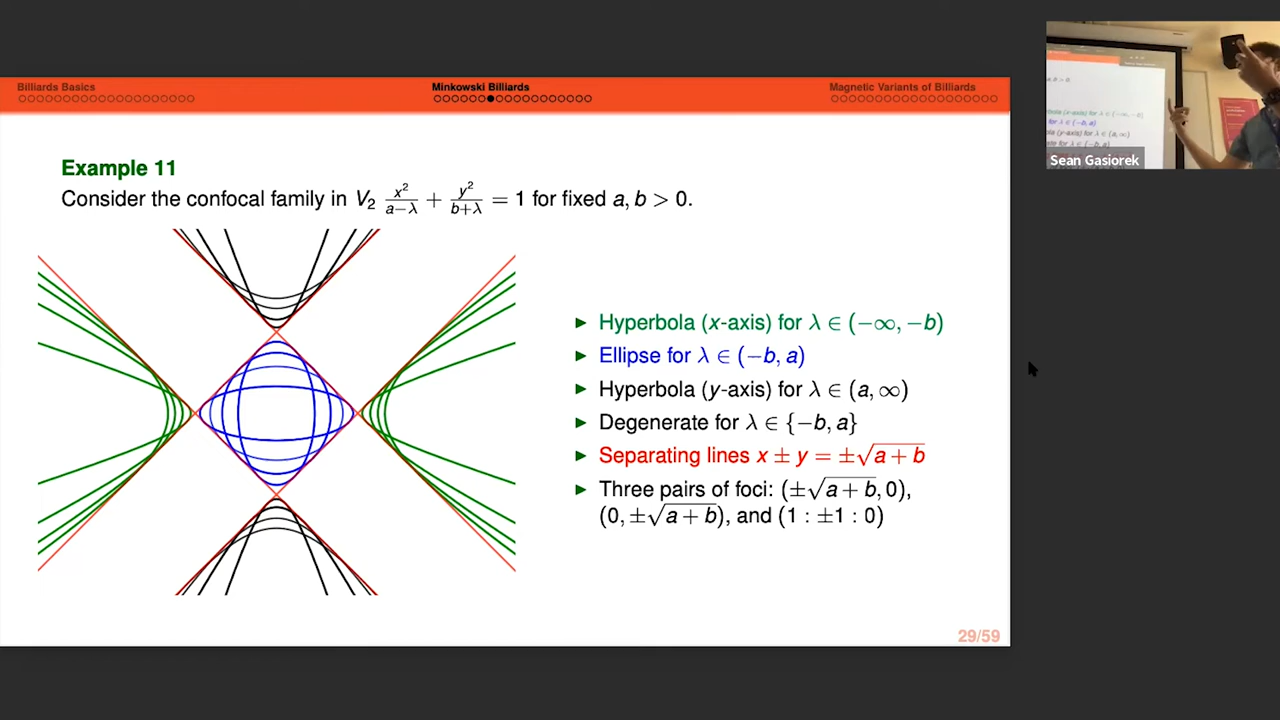 Billiards Basics
Minkowski Billiards
Magnetic Variants of Billiards
Example 11
Consider the confocal family in V₂ x²/(a−λ) + y²/(b+λ) = 1 for fixed a, b > 0.
► Hyperbola (x-axis) for λ ∈ (−∞, −b)
► Ellipse for λ ∈ (−b, a)
► Hyperbola (y-axis) for λ ∈ (a, ∞)
► Degenerate for λ ∈ {−b, a}
► Separating lines x ± y = ±√(a + b)
► Three pairs of foci: (±√(a + b), 0),
(0, ±√(a + b)), and (1 : ±1 : 0)
29/59
Sean Gasiorek